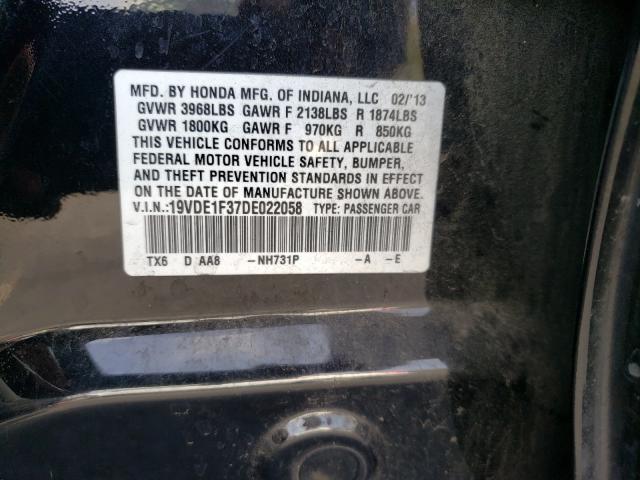 MFD. BY HONDA MFG. OF INDIANA, LLC 02/'13
GVWR 3968LBS GAWR F 2138LBS R 1874LBS
GVWR 1800KG GAWR F 970KG R 850KG
THIS VEHICLE CONFORMS TO ALL APPLICABLE
FEDERAL MOTOR VEHICLE SAFETY, BUMPER,
AND THEFT PREVENTION STANDARDS IN EFFECT
ON THE DATE OF MANUFACTURE SHOWN ABOVE.
V.I.N.:19VDE1F37DE022058 TYPE: PASSENGER CAR
TX6 D AA8 -NH731P -A -E